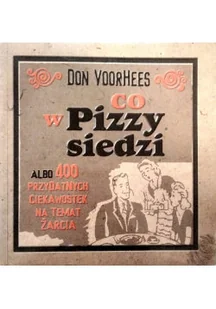 Don VoorHees
co
w Pizzy
siedzi
ALBO 400
PRZYDATNYCH
CIEKAWOSTEK
NA TEMAT
ŻARCIA